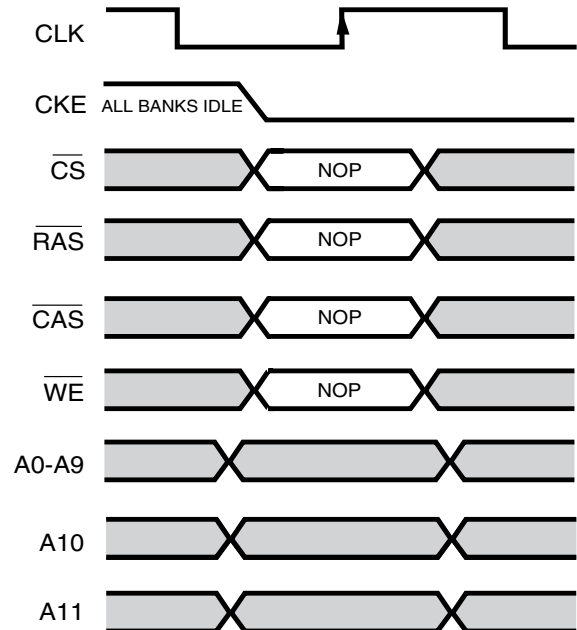 CLK
CKE ALL BANKS IDLE
CS NOP
RAS NOP
CAS NOP
WE NOP
A0-A9
A10
A11